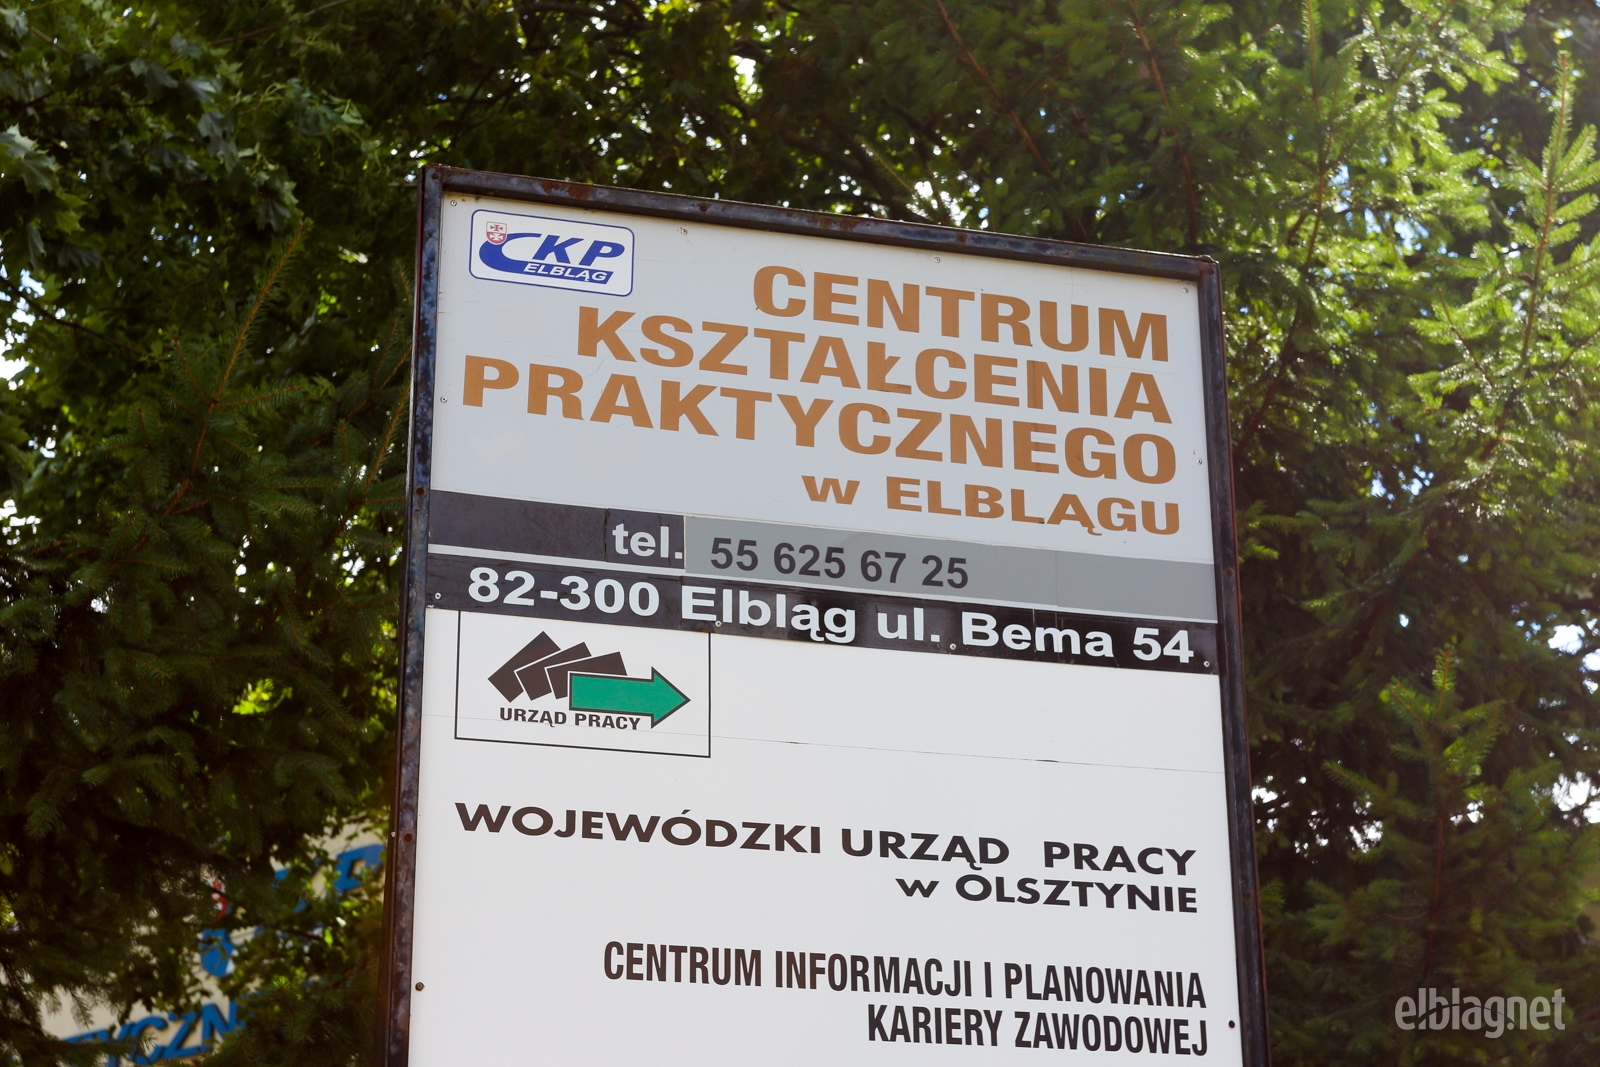 CKP
ELBLĄG
CENTRUM
KSZTAŁCENIA
PRAKTYCZNEGO
w ELBLĄGU
tel. 55 625 67 25
82-300 Elbląg ul. Bema 54
URZĄD PRACY
WOJEWÓDZKI URZĄD PRACY
w OLSZTYNIE
CENTRUM INFORMACJI I PLANOWANIA
KARIERY ZAWODOWEJ
elblag.net